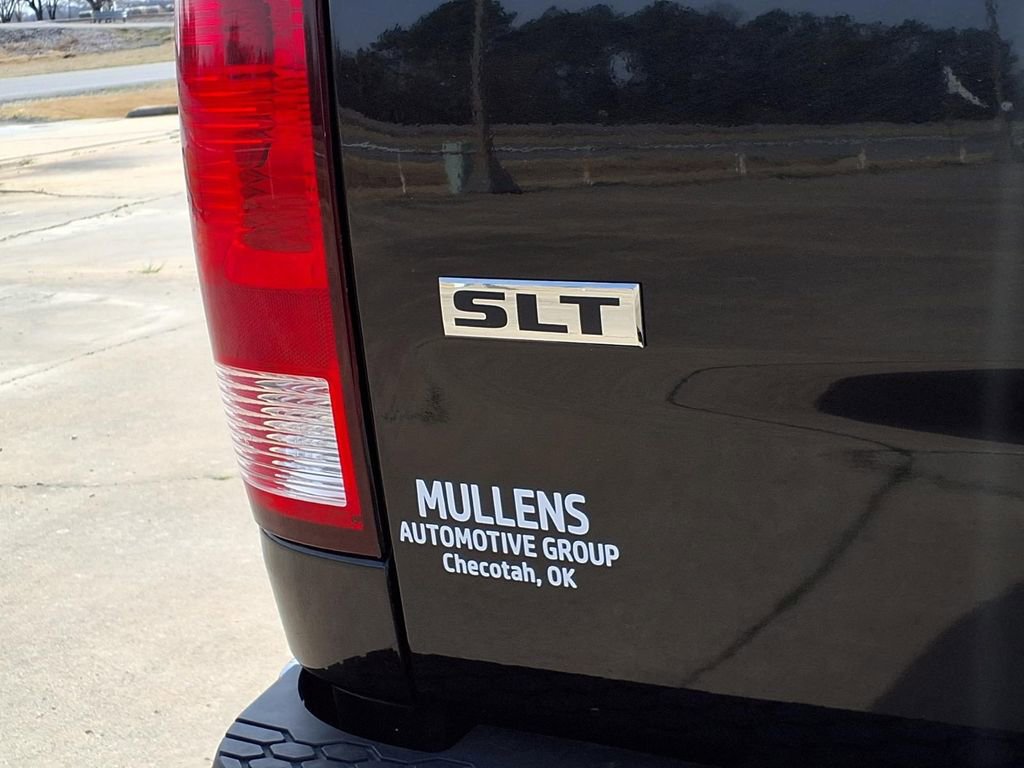 SLT
MULLENS
AUTOMOTIVE GROUP
Checotah, OK